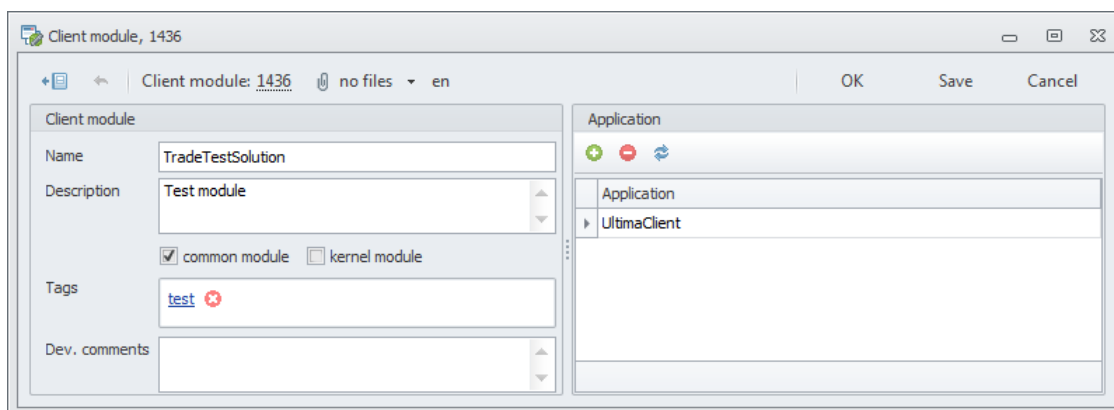 Client module, 1436
Client module: 1436 no files en OK Save Cancel
Client module
Name TradeTestSolution
Description Test module
common module kernel module
Tags test
Dev. comments
Application
Application
UltimaClient